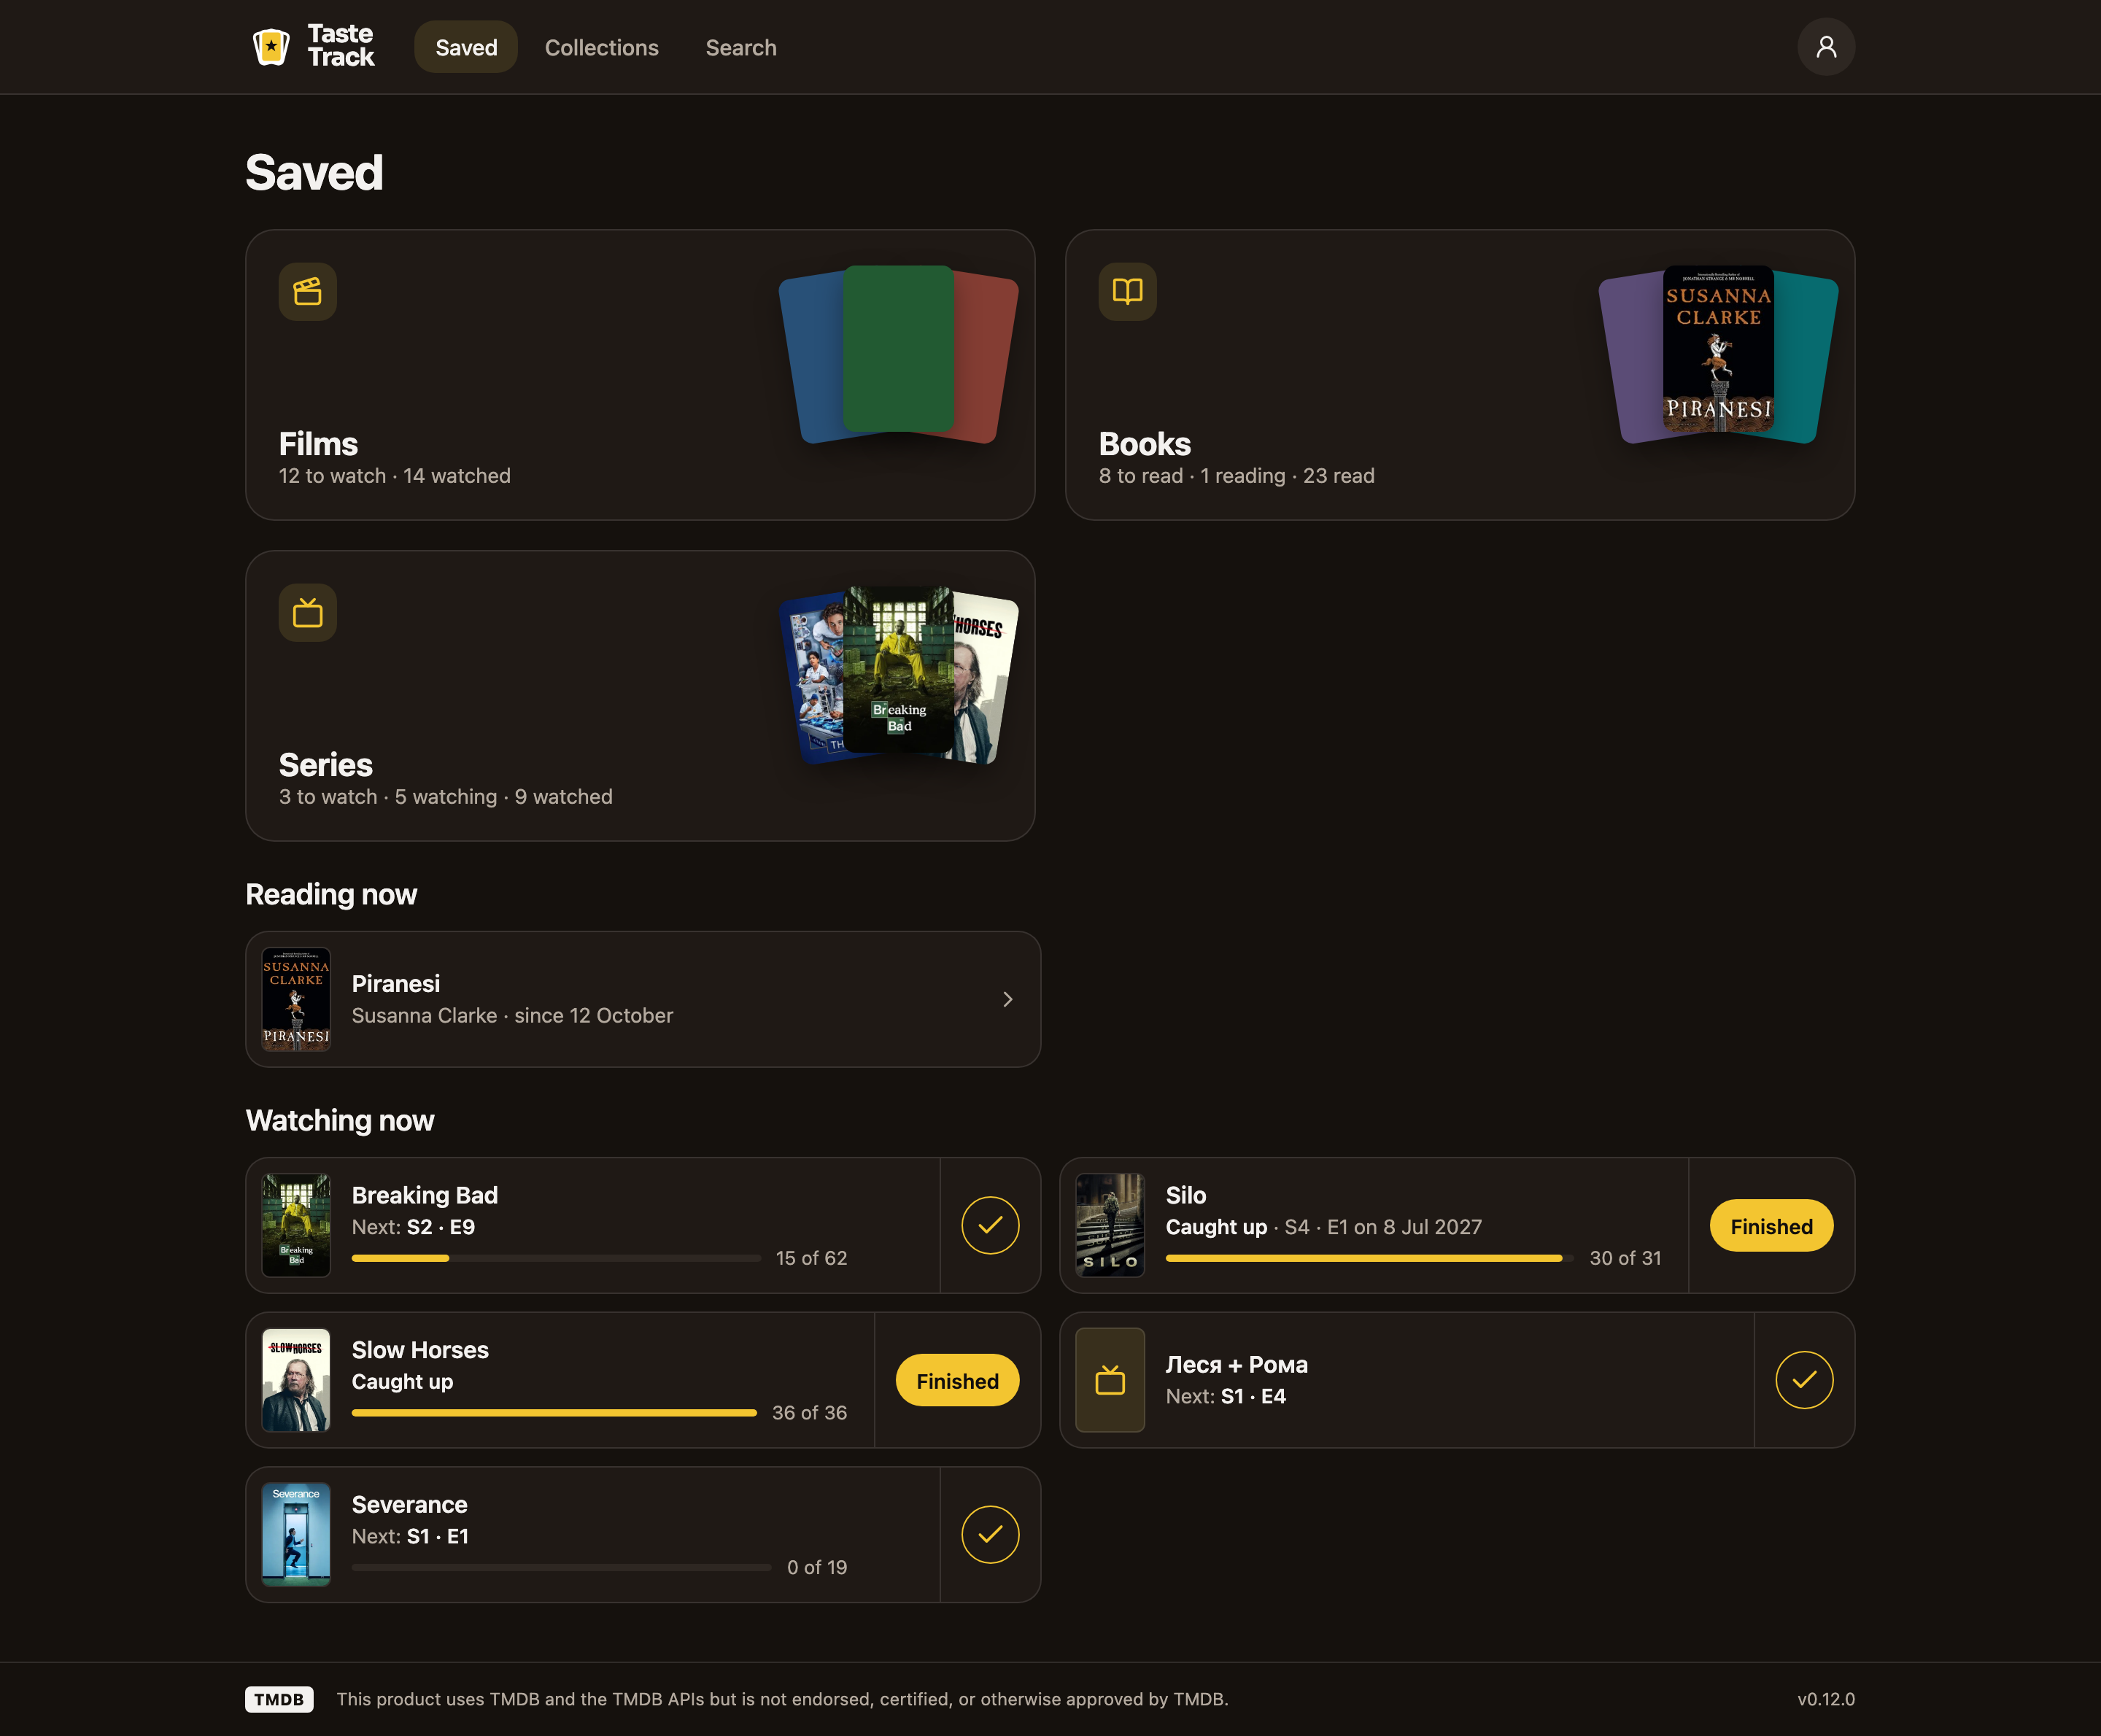 Taste
Track
Saved
Collections
Search
Saved
Films
12 to watch · 14 watched
SUSANNA
CLARKE
PIRANESI
Books
8 to read · 1 reading · 23 read
HORSES
Breaking
Bad
Series
3 to watch · 5 watching · 9 watched
Reading now
SUSANNA
CLARKE
PIRANESI
Piranesi
Susanna Clarke · since 12 October
Watching now
Breaking
Bad
Breaking Bad
Next: S2 · E9
15 of 62
SILO
Silo
Caught up · S4 · E1 on 8 Jul 2027
30 of 31
Finished
SLOW HORSES
Slow Horses
Caught up
36 of 36
Finished
Леся + Рома
Next: S1 · E4
Severance
Severance
Next: S1 · E1
0 of 19
TMDB
This product uses TMDB and the TMDB APIs but is not endorsed, certified, or otherwise approved by TMDB.
v0.12.0